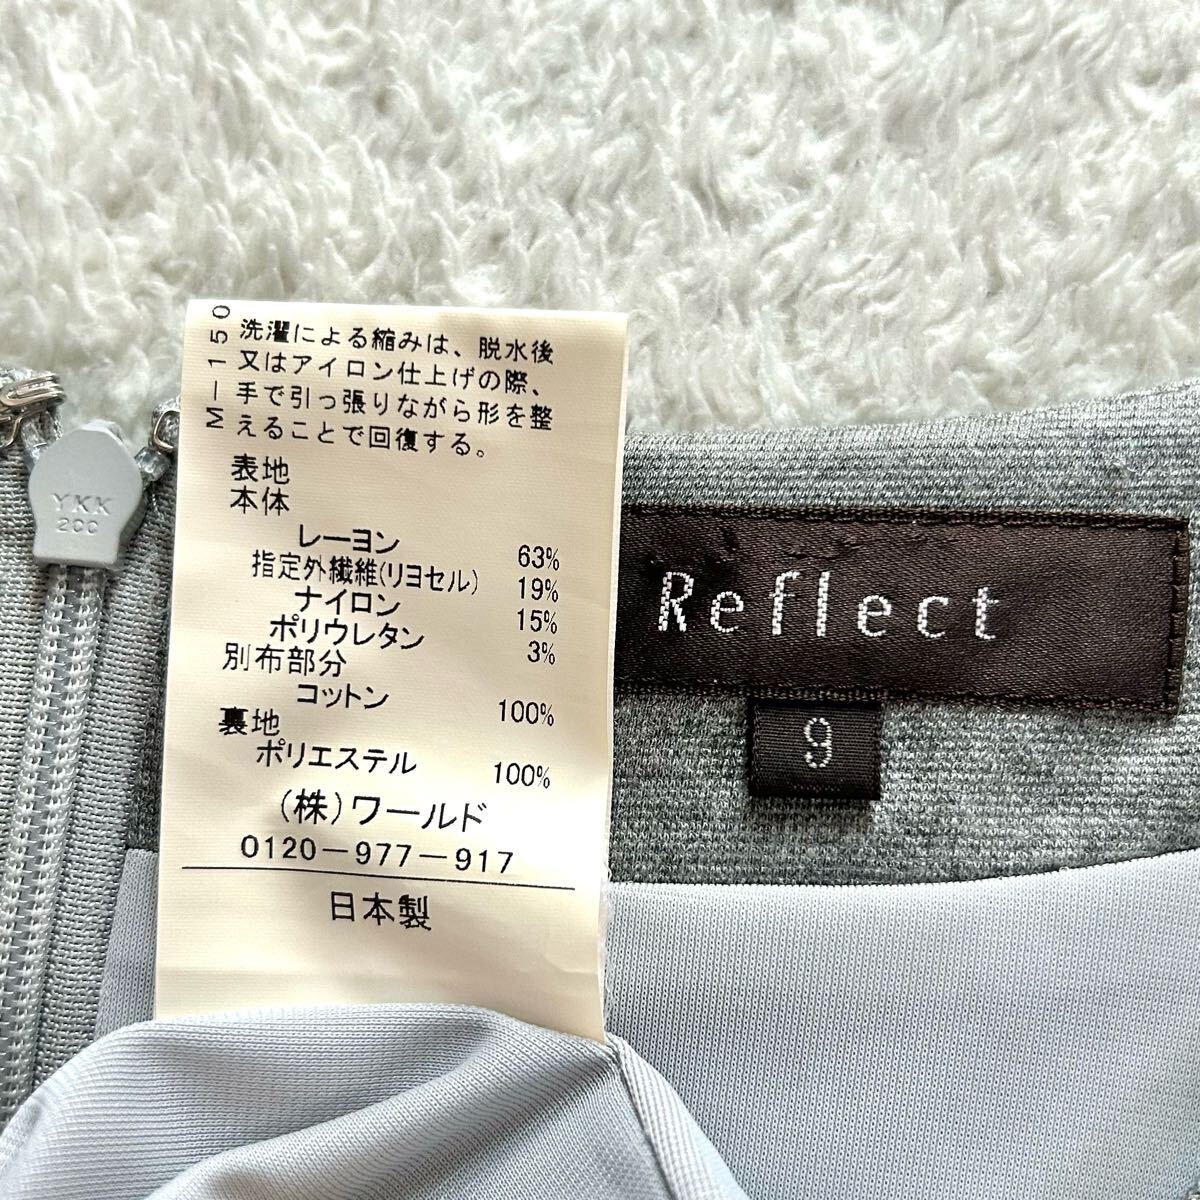 M-150
洗濯による縮みは、脱水後
又はアイロン仕上げの際、
手で引っ張りながら形を整
えることで回復する。
表地
本体
レーヨン 63%
指定外繊維(リヨセル) 19%
ナイロン 15%
ポリウレタン 3%
別布部分
コットン 100%
裏地
ポリエステル 100%
(株)ワールド
0120-977-917
日本製
YKK
2CC
Reflect
9